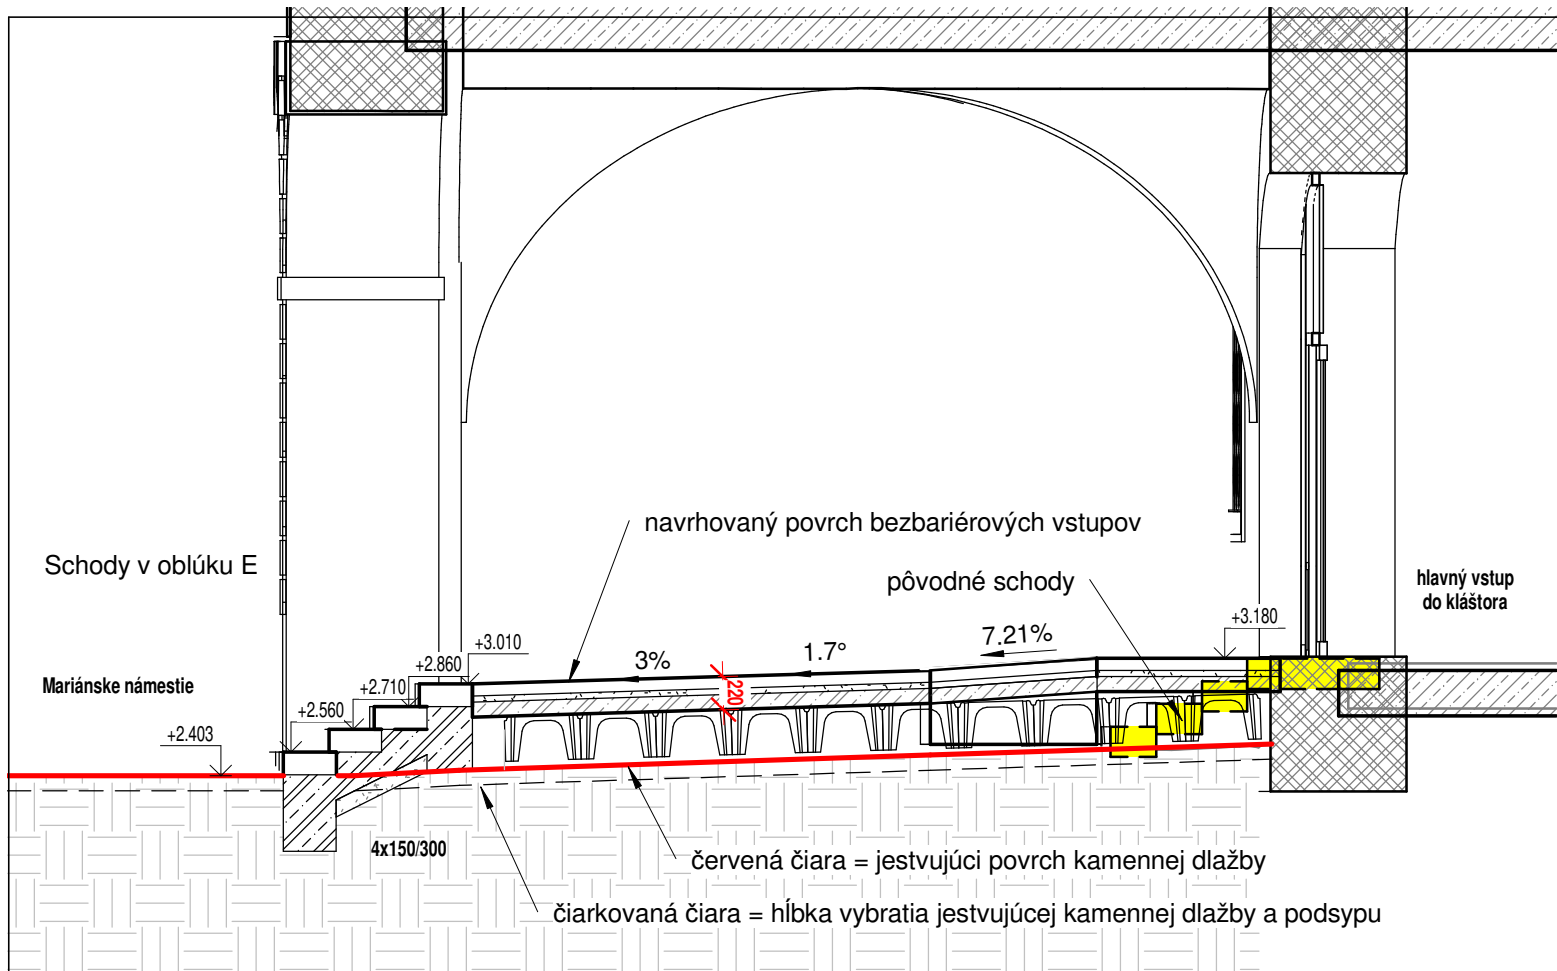 navrhovaný povrch bezbariérových vstupov
Schody v oblúku E
pôvodné schody
hlavný vstup
do kláštora
+3.180
7.21%
+3.010
1.7°
3%
+2.860
Mariánske námestie
+2.710
220
+2.560
+2.403
4x150/300
červená čiara = jestvujúci povrch kamennej dlažby
čiarkovaná čiara = hĺbka vybratia jestvujúcej kamennej dlažby a podsypu